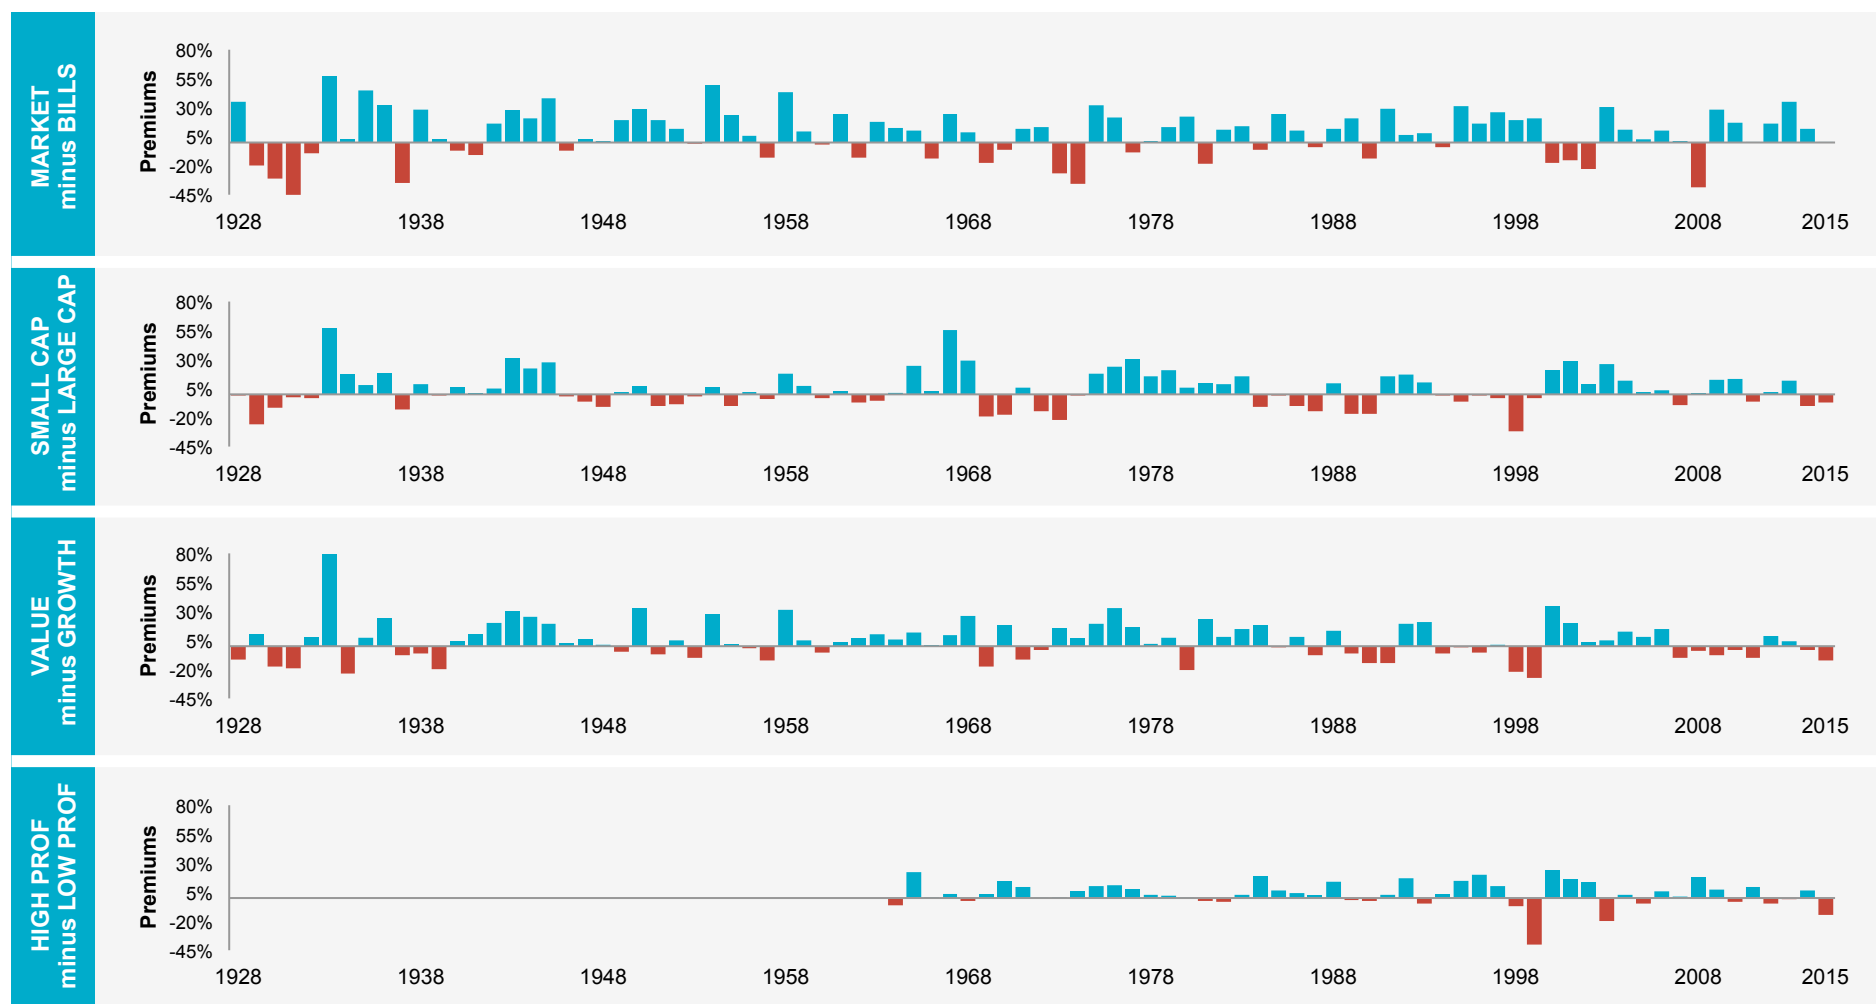 MARKET
minus BILLS
Premiums
80%
55%
30%
5%
-20%
-45%
1928 1938 1948 1958 1968 1978 1988 1998 2008 2015
SMALL CAP
minus LARGE CAP
Premiums
80%
55%
30%
5%
-20%
-45%
1928 1938 1948 1958 1968 1978 1988 1998 2008 2015
VALUE
minus GROWTH
Premiums
80%
55%
30%
5%
-20%
-45%
1928 1938 1948 1958 1968 1978 1988 1998 2008 2015
HIGH PROF
minus LOW PROF
Premiums
80%
55%
30%
5%
-20%
-45%
1928 1938 1948 1958 1968 1978 1988 1998 2008 2015